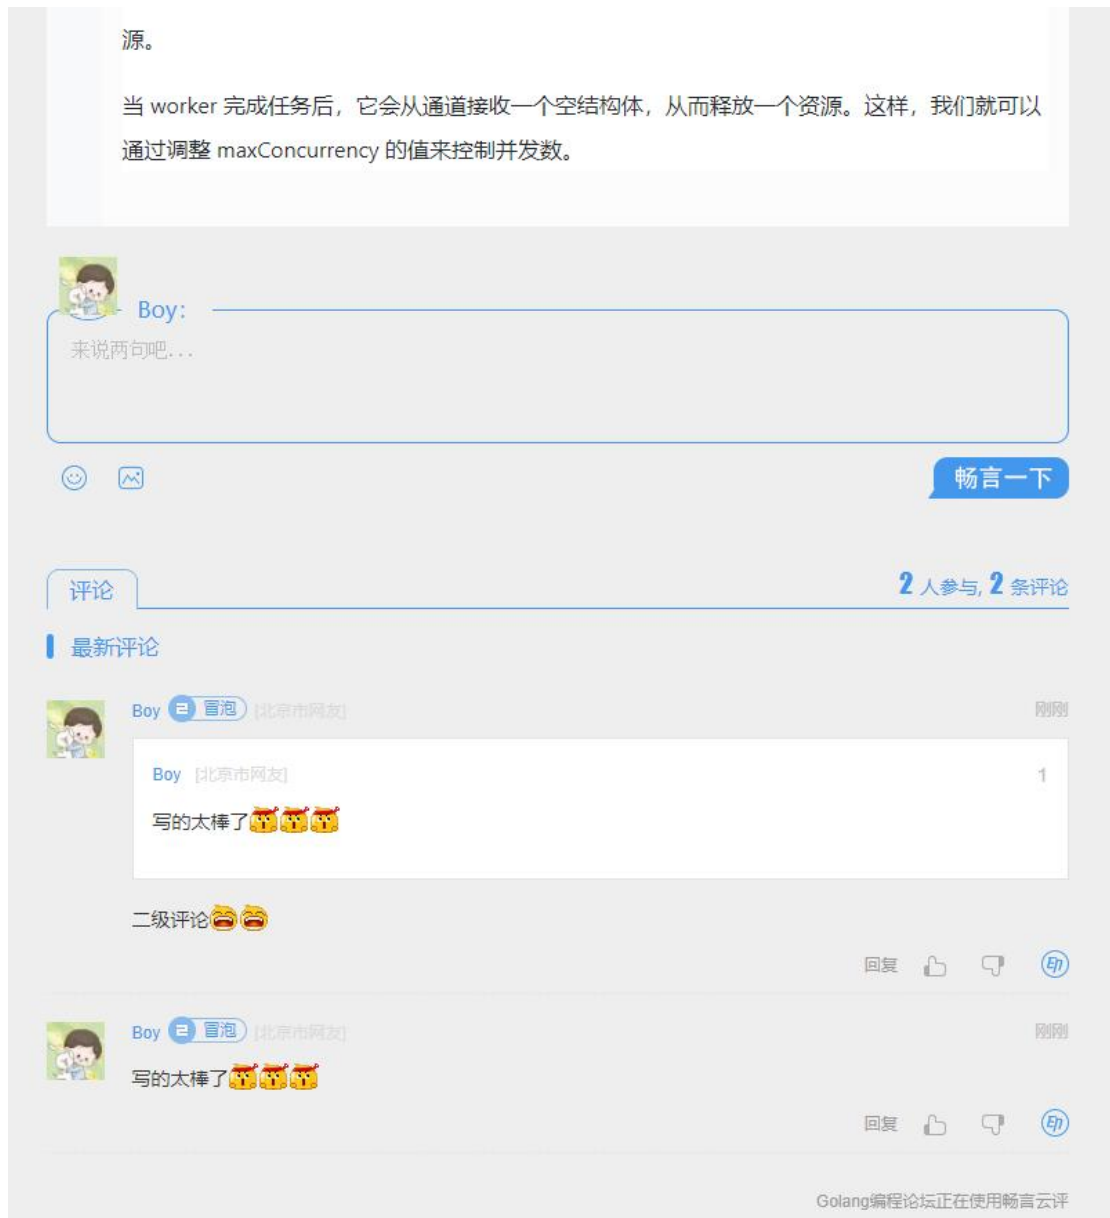 源。
当 worker 完成任务后，它会从通道接收一个空结构体，从而释放一个资源。这样，我们就可以
通过调整 maxConcurrency 的值来控制并发数。
Boy:
来说两句吧...
畅言一下
评论
2 人参与, 2 条评论
最新评论
Boy 2 冒泡 [北京市网友] 刚刚
Boy [北京市网友] 1
写的太棒了
二级评论
回复 印
Boy 2 冒泡 [北京市网友] 刚刚
写的太棒了
回复 印
Golang编程论坛正在使用畅言云评